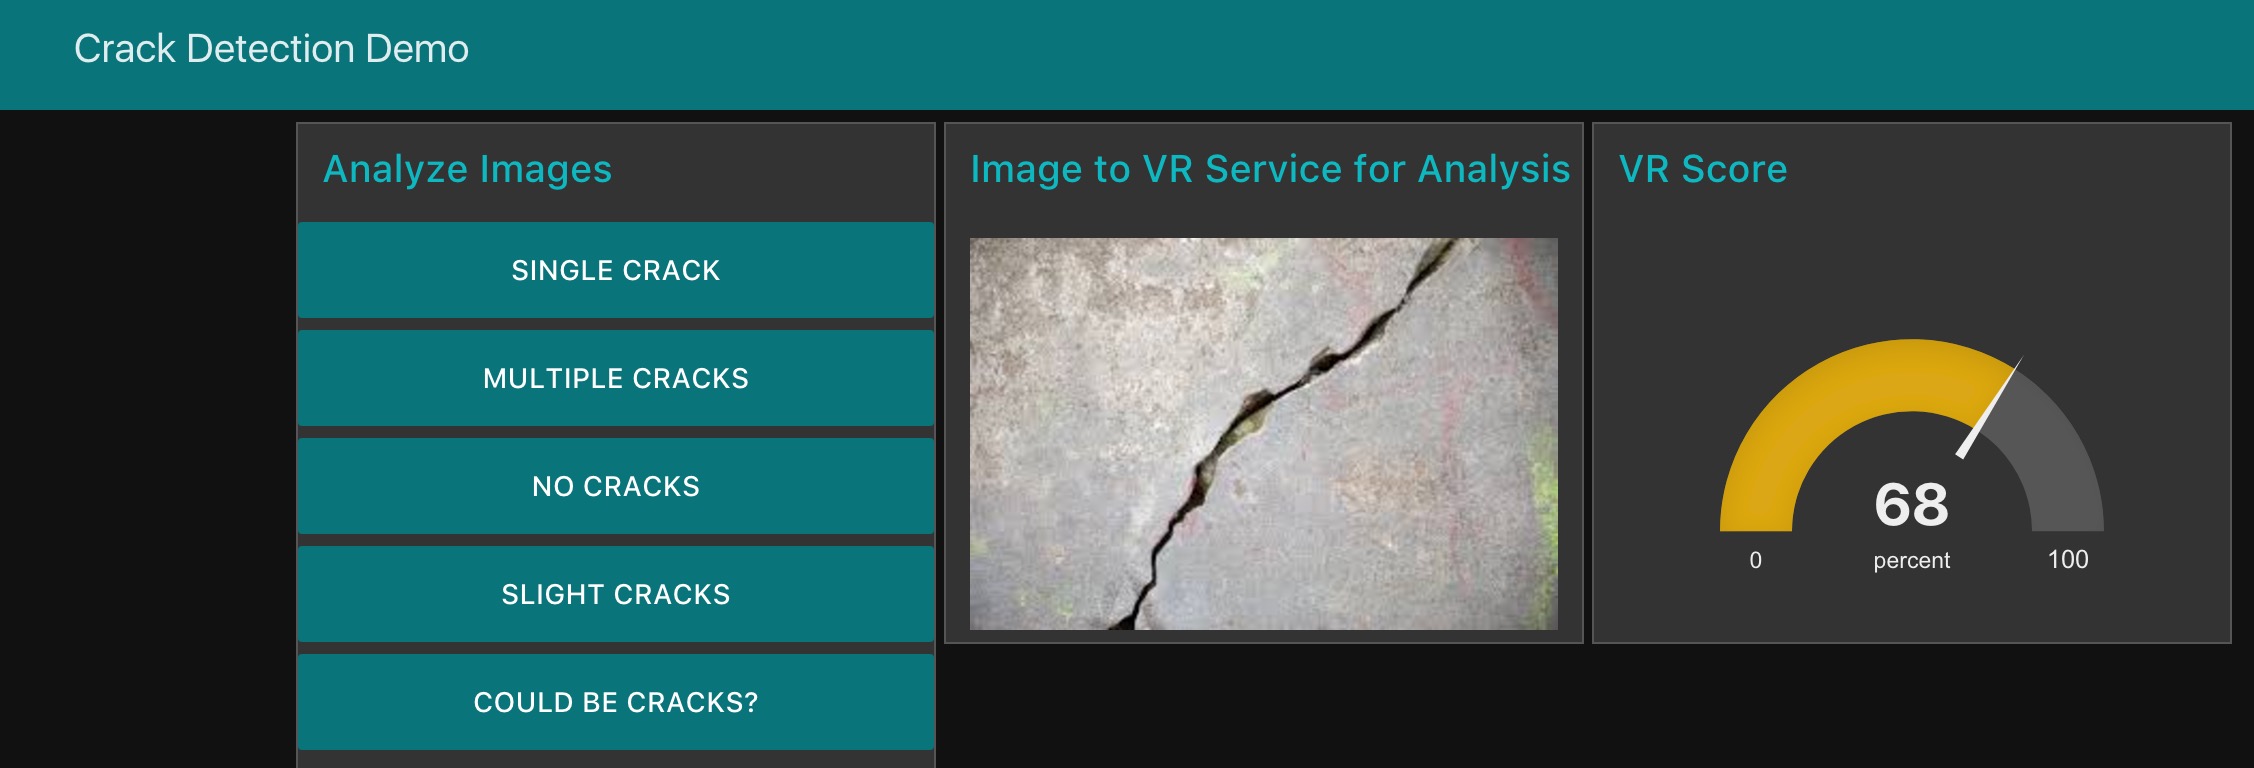 Crack Detection Demo
Analyze Images
SINGLE CRACK
MULTIPLE CRACKS
NO CRACKS
SLIGHT CRACKS
COULD BE CRACKS?
Image to VR Service for Analysis
VR Score
68
0 percent 100